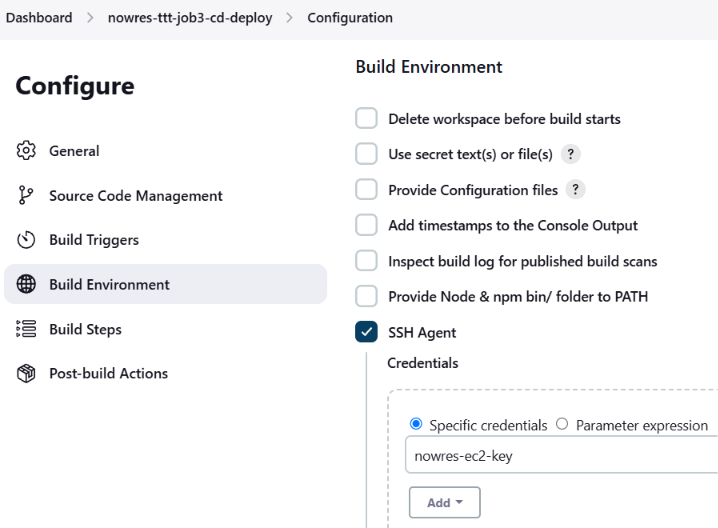 Dashboard > nowres-ttt-job3-cd-deploy > Configuration
Configure
General
Source Code Management
Build Triggers
Build Environment
Build Steps
Post-build Actions
Build Environment
Delete workspace before build starts
Use secret text(s) or file(s) ?
Provide Configuration files ?
Add timestamps to the Console Output
Inspect build log for published build scans
Provide Node & npm bin/ folder to PATH
SSH Agent
Credentials
Specific credentials Parameter expression
nowres-ec2-key
Add